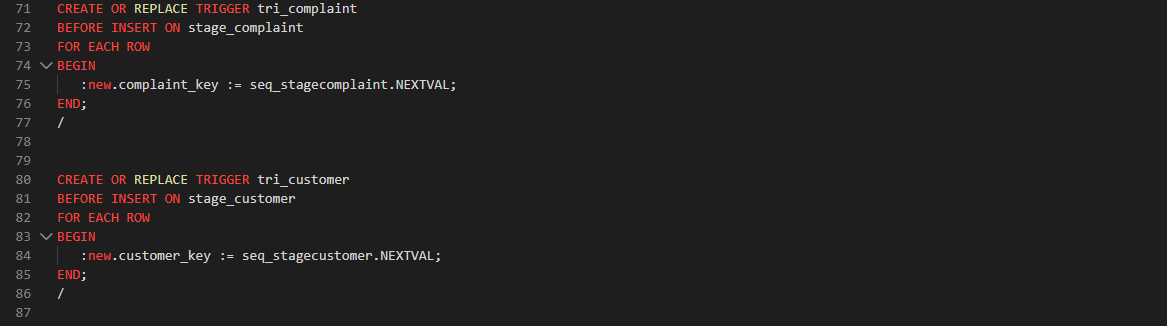 71 CREATE OR REPLACE TRIGGER tri_complaint
72 BEFORE INSERT ON stage_complaint
73 FOR EACH ROW
74 BEGIN
75 :new.complaint_key := seq_stagecomplaint.NEXTVAL;
76 END;
77 /
78
79
80 CREATE OR REPLACE TRIGGER tri_customer
81 BEFORE INSERT ON stage_customer
82 FOR EACH ROW
83 BEGIN
84 :new.customer_key := seq_stagecustomer.NEXTVAL;
85 END;
86 /
87